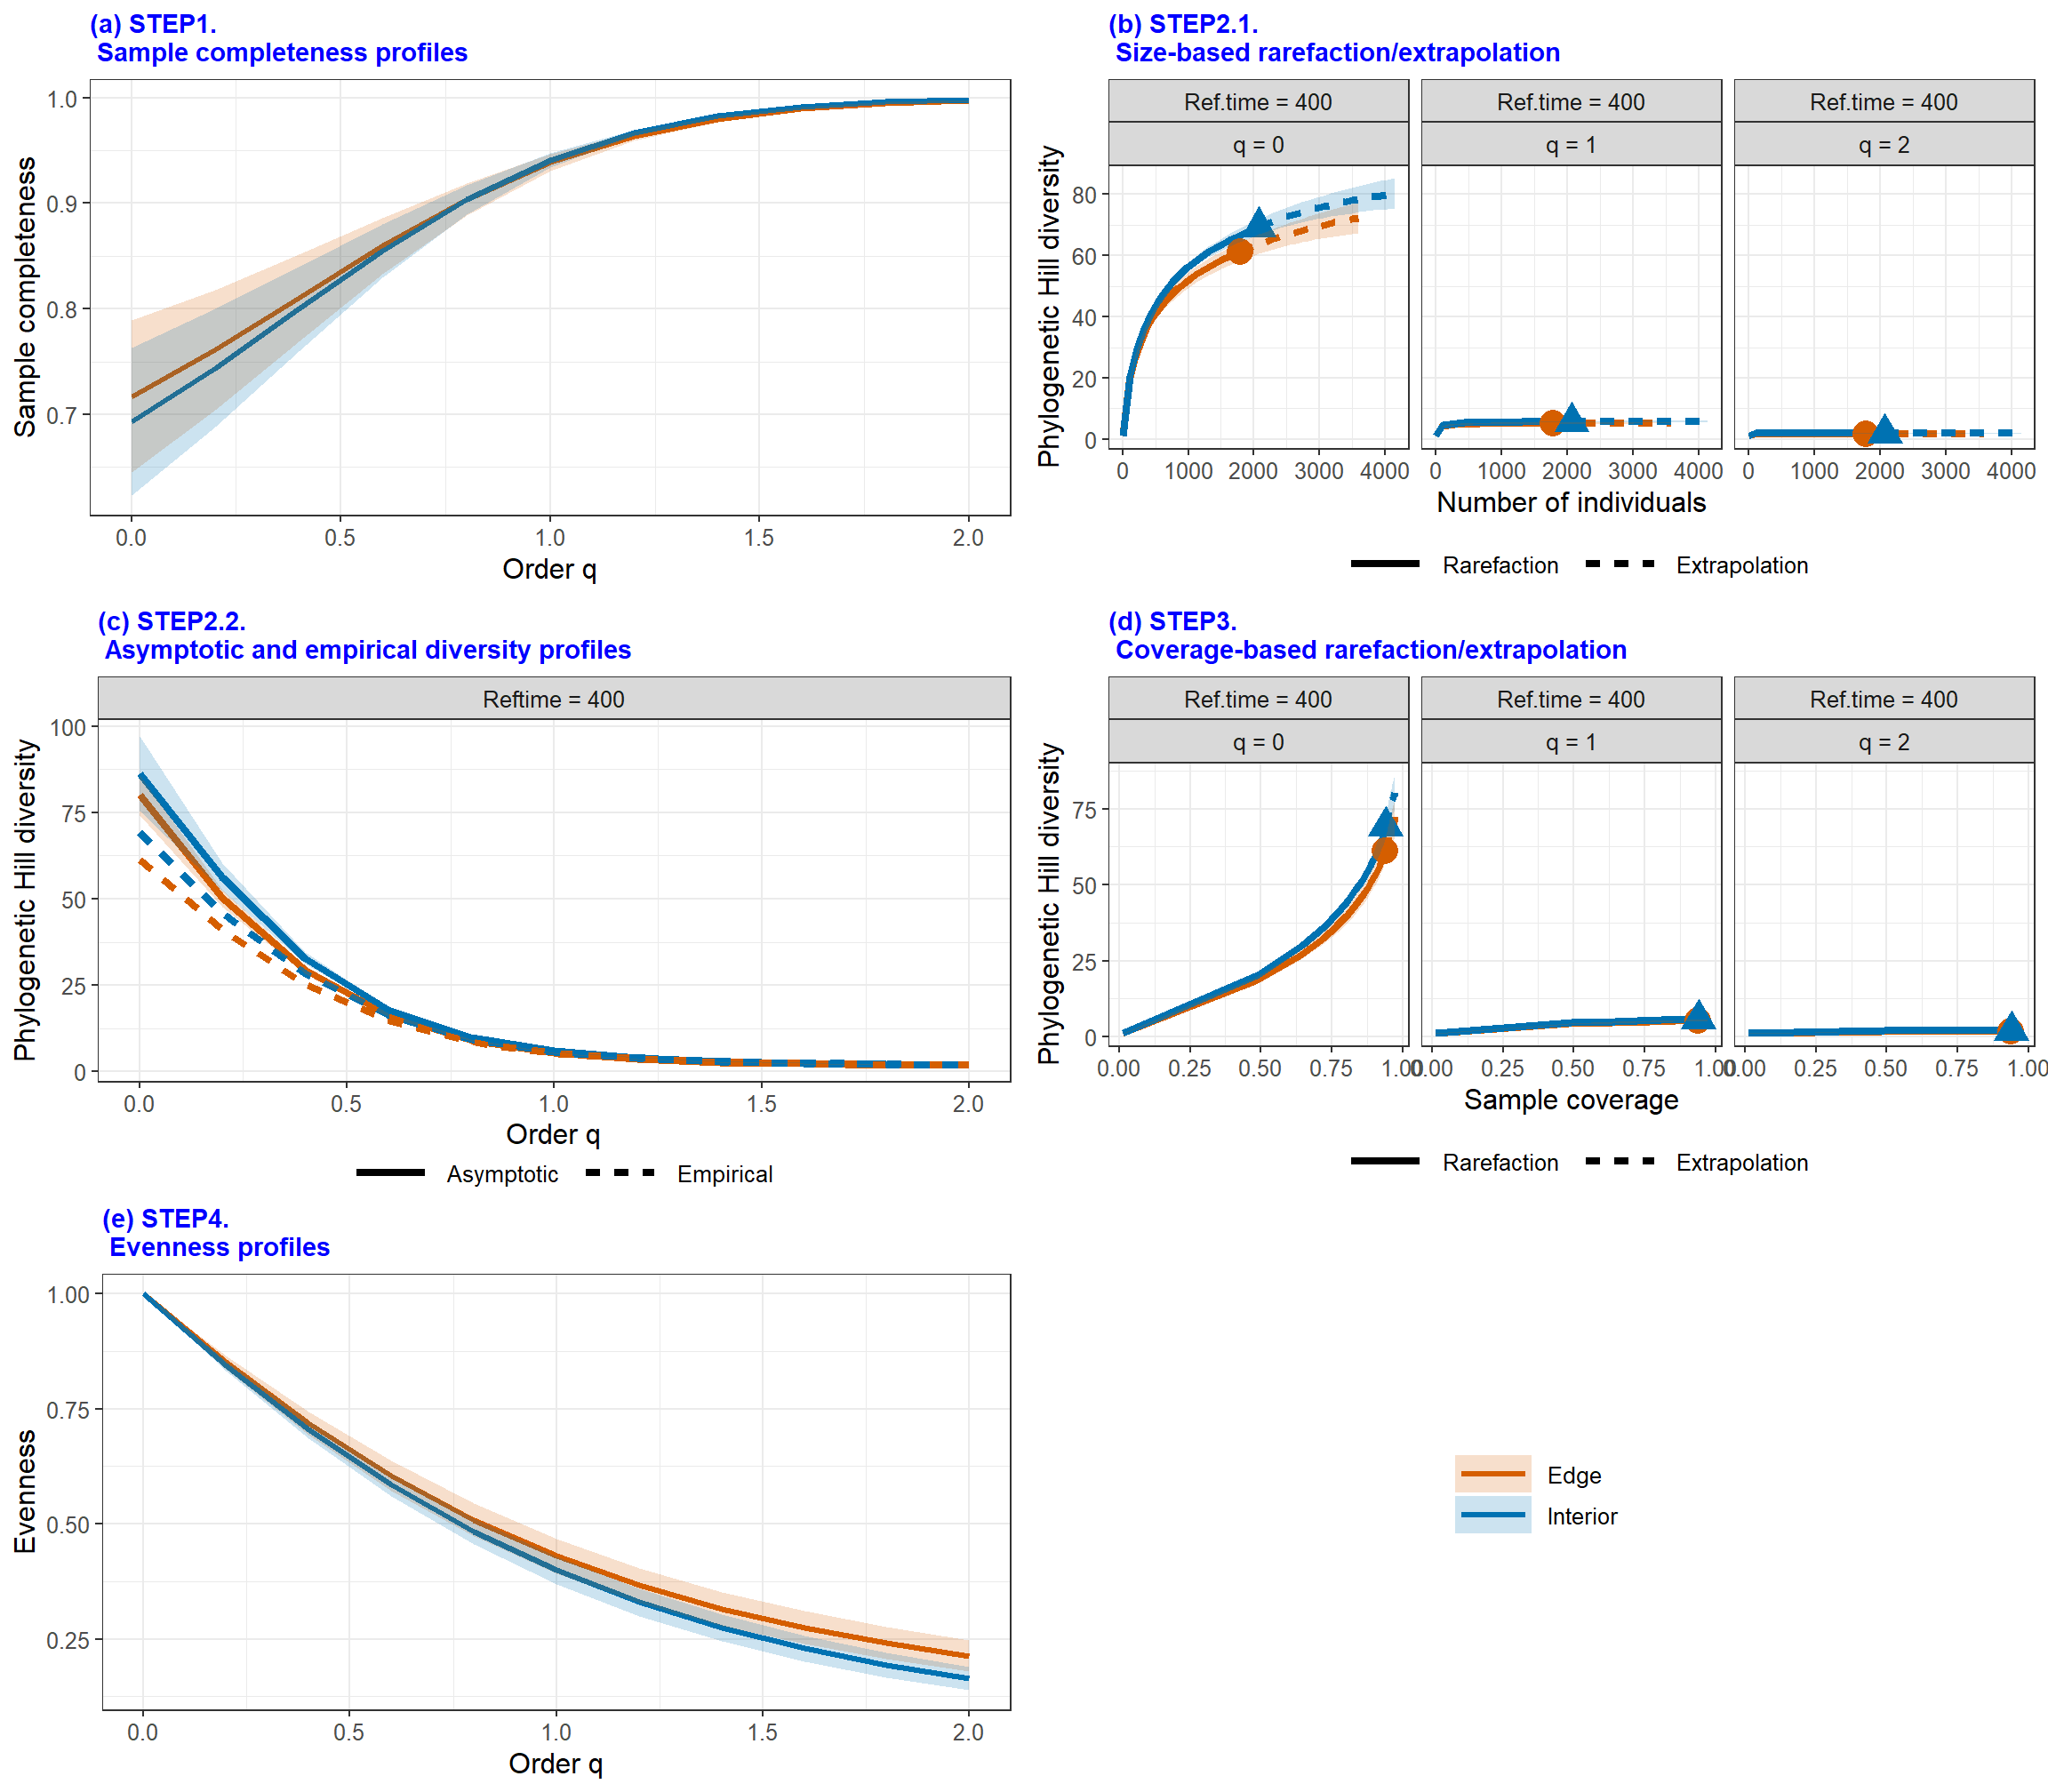 (a) STEP1.
Sample completeness profiles
Sample completeness
1.0
0.9
0.8
0.7
0.0 0.5 1.0 1.5 2.0
Order q
(b) STEP2.1.
Size-based rarefaction/extrapolation
Ref.time = 400 Ref.time = 400 Ref.time = 400
q = 0 q = 1 q = 2
Phylogenetic Hill diversity
80
60
40
20
0
0 1000 2000 3000 4000 0 1000 2000 3000 4000 0 1000 2000 3000 4000
Number of individuals
Rarefaction Extrapolation
(c) STEP2.2.
Asymptotic and empirical diversity profiles
Reftime = 400
Phylogenetic Hill diversity
100
75
50
25
0
0.0 0.5 1.0 1.5 2.0
Order q
Asymptotic Empirical
(d) STEP3.
Coverage-based rarefaction/extrapolation
Ref.time = 400 Ref.time = 400 Ref.time = 400
q = 0 q = 1 q = 2
Phylogenetic Hill diversity
75
50
25
0
0.00 0.25 0.50 0.75 1.00 0.00 0.25 0.50 0.75 1.00 0.00 0.25 0.50 0.75 1.00
Sample coverage
Rarefaction Extrapolation
(e) STEP4.
Evenness profiles
Evenness
1.00
0.75
0.50
0.25
0.0 0.5 1.0 1.5 2.0
Order q
Edge
Interior